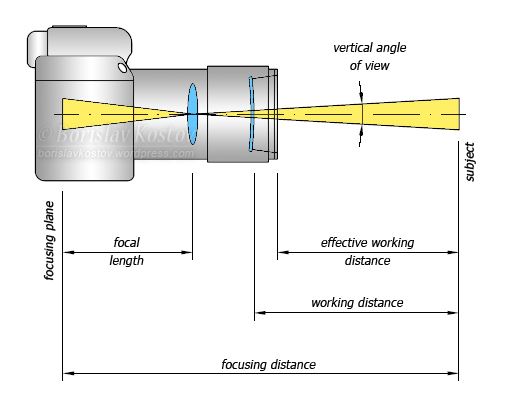 vertical angle
of view
© Borislav Kostov
borislavkostov.wordpress.com
focusing plane
subject
focal
length
effective working
distance
working distance
focusing distance